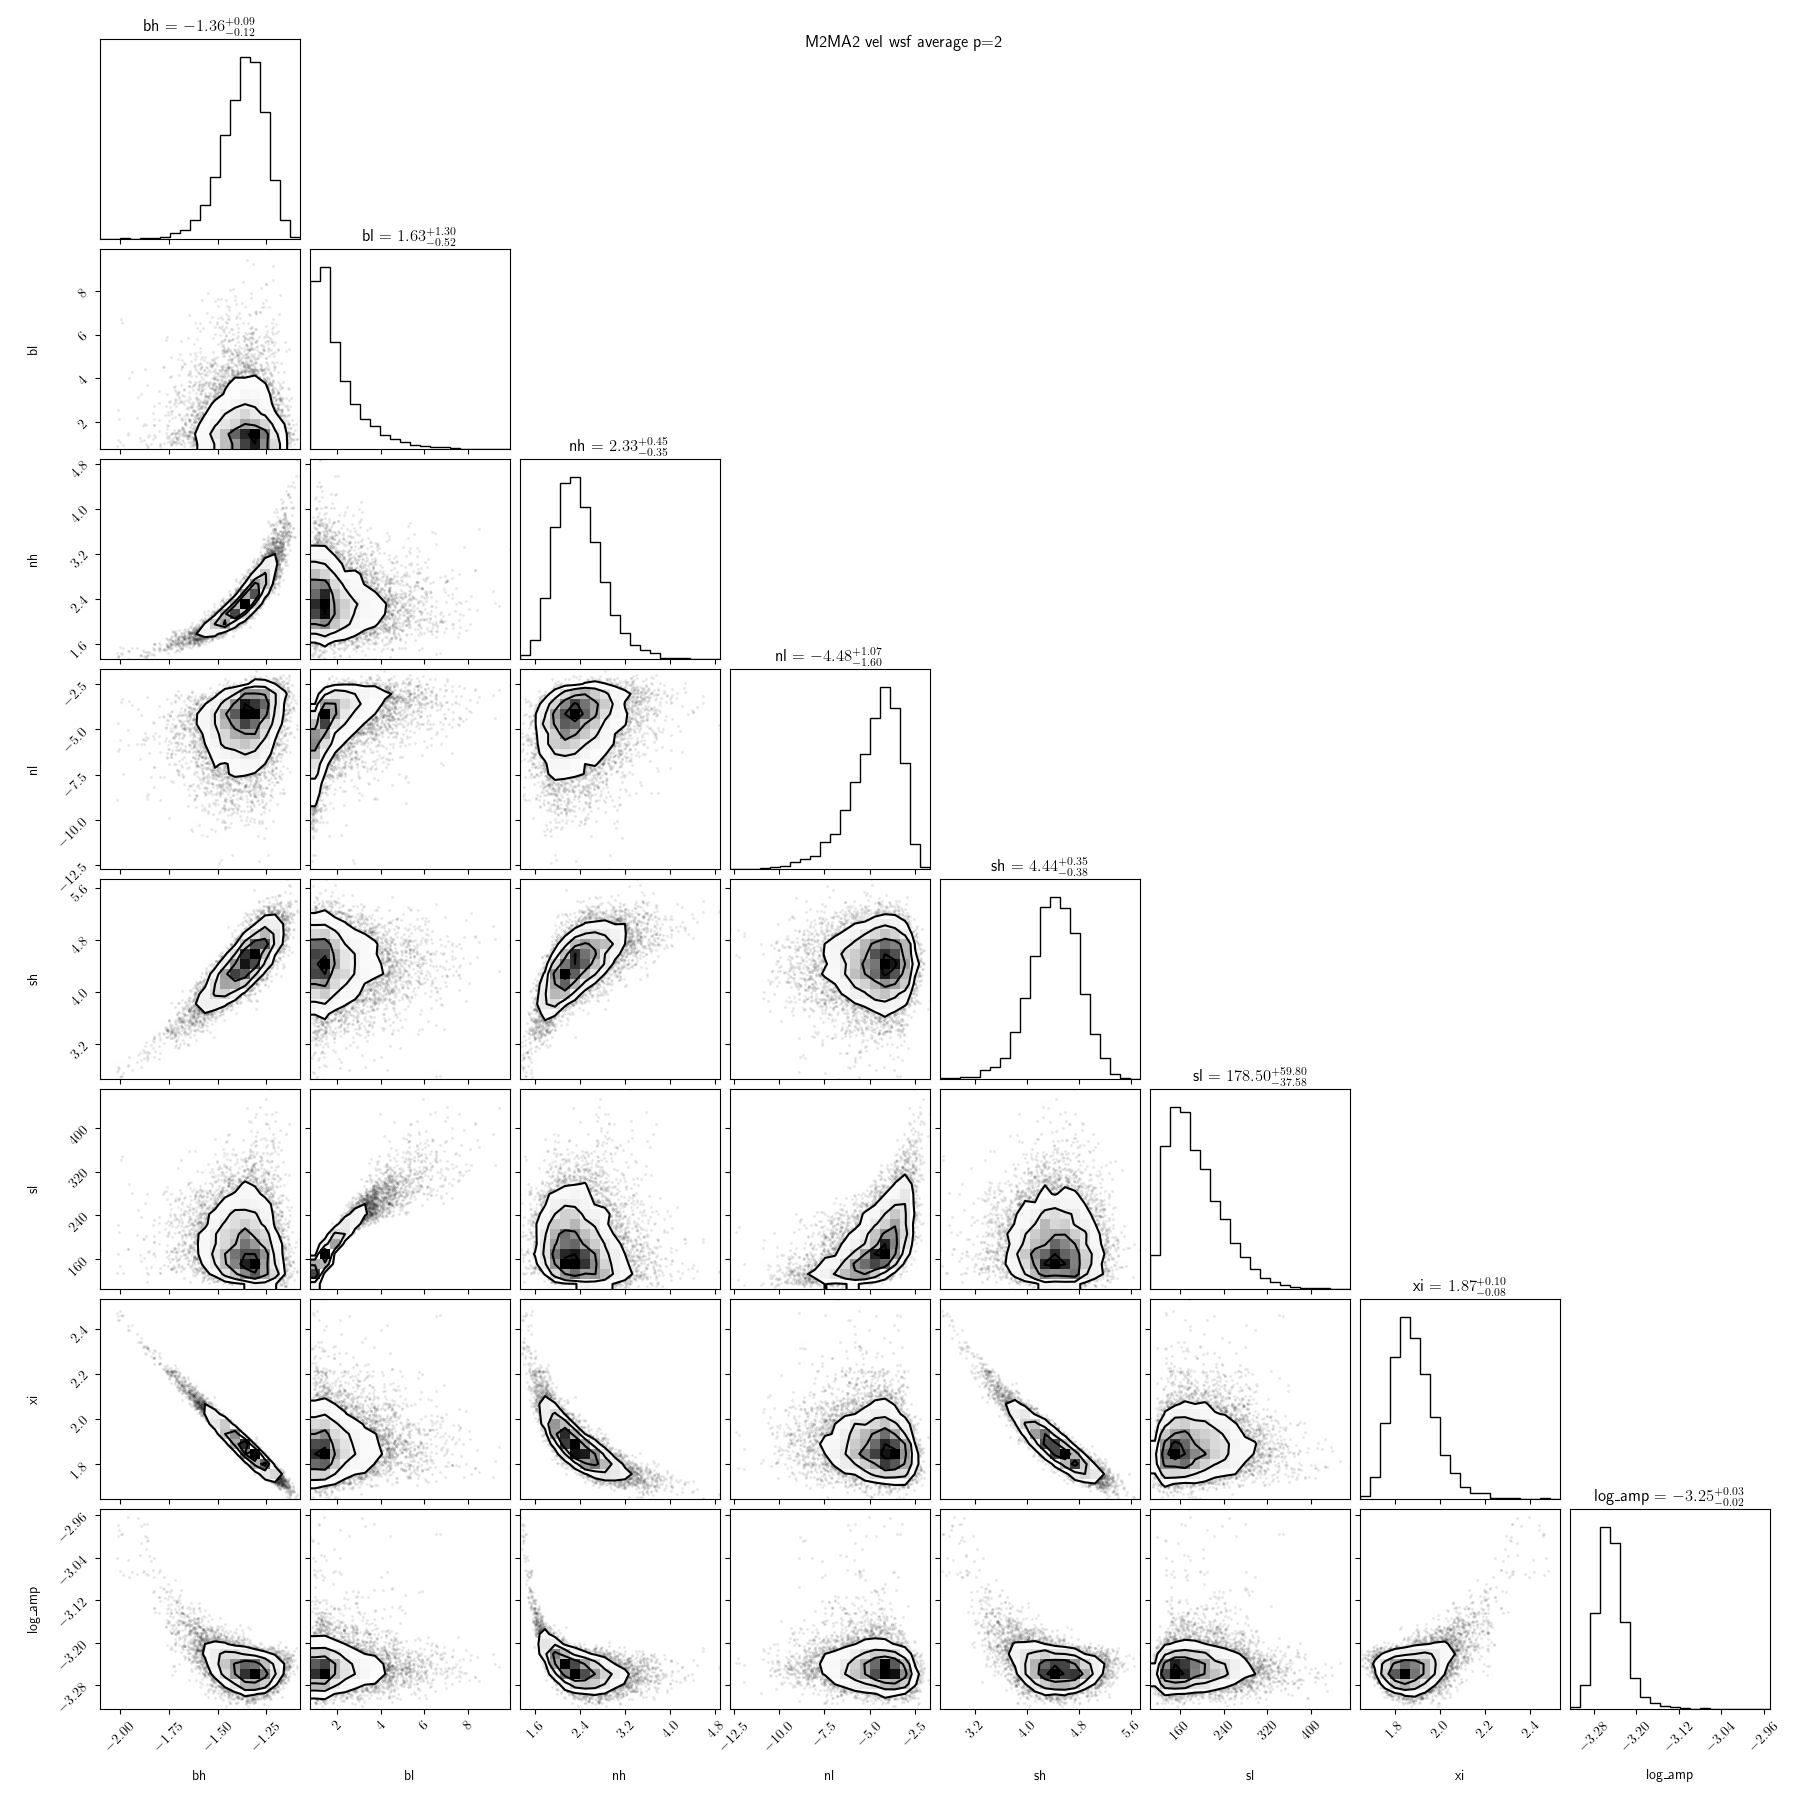 M2MA2 vel wsf average p=2
bh = −1.36+0.09−0.12
bl = 1.63+1.30−0.52
bl
8
6
4
2
nh = 2.33+0.45−0.35
nh
4.8
4.0
3.2
2.4
1.6
nl = −4.48+1.07−1.60
nl
−2.5
−5.0
−7.5
−10.0
−12.5
sh = 4.44+0.35−0.38
sh
5.6
4.8
4.0
3.2
sl = 178.50+59.80−37.58
sl
400
320
240
160
xi = 1.87+0.10−0.08
xi
2.4
2.2
2.0
1.8
log_amp = −3.25+0.03−0.02
log_amp
−2.96
−3.04
−3.12
−3.20
−3.28
−2.00 −1.75 −1.50 −1.25 2 4 6 8 1.6 2.4 3.2 4.0 4.8 −12.5 −10.0 −7.5 −5.0 −2.5 3.2 4.0 4.8 5.6 160 240 320 400 1.8 2.0 2.2 2.4 −3.28 −3.20 −3.12 −3.04 −2.96
bh bl nh nl sh sl xi log_amp